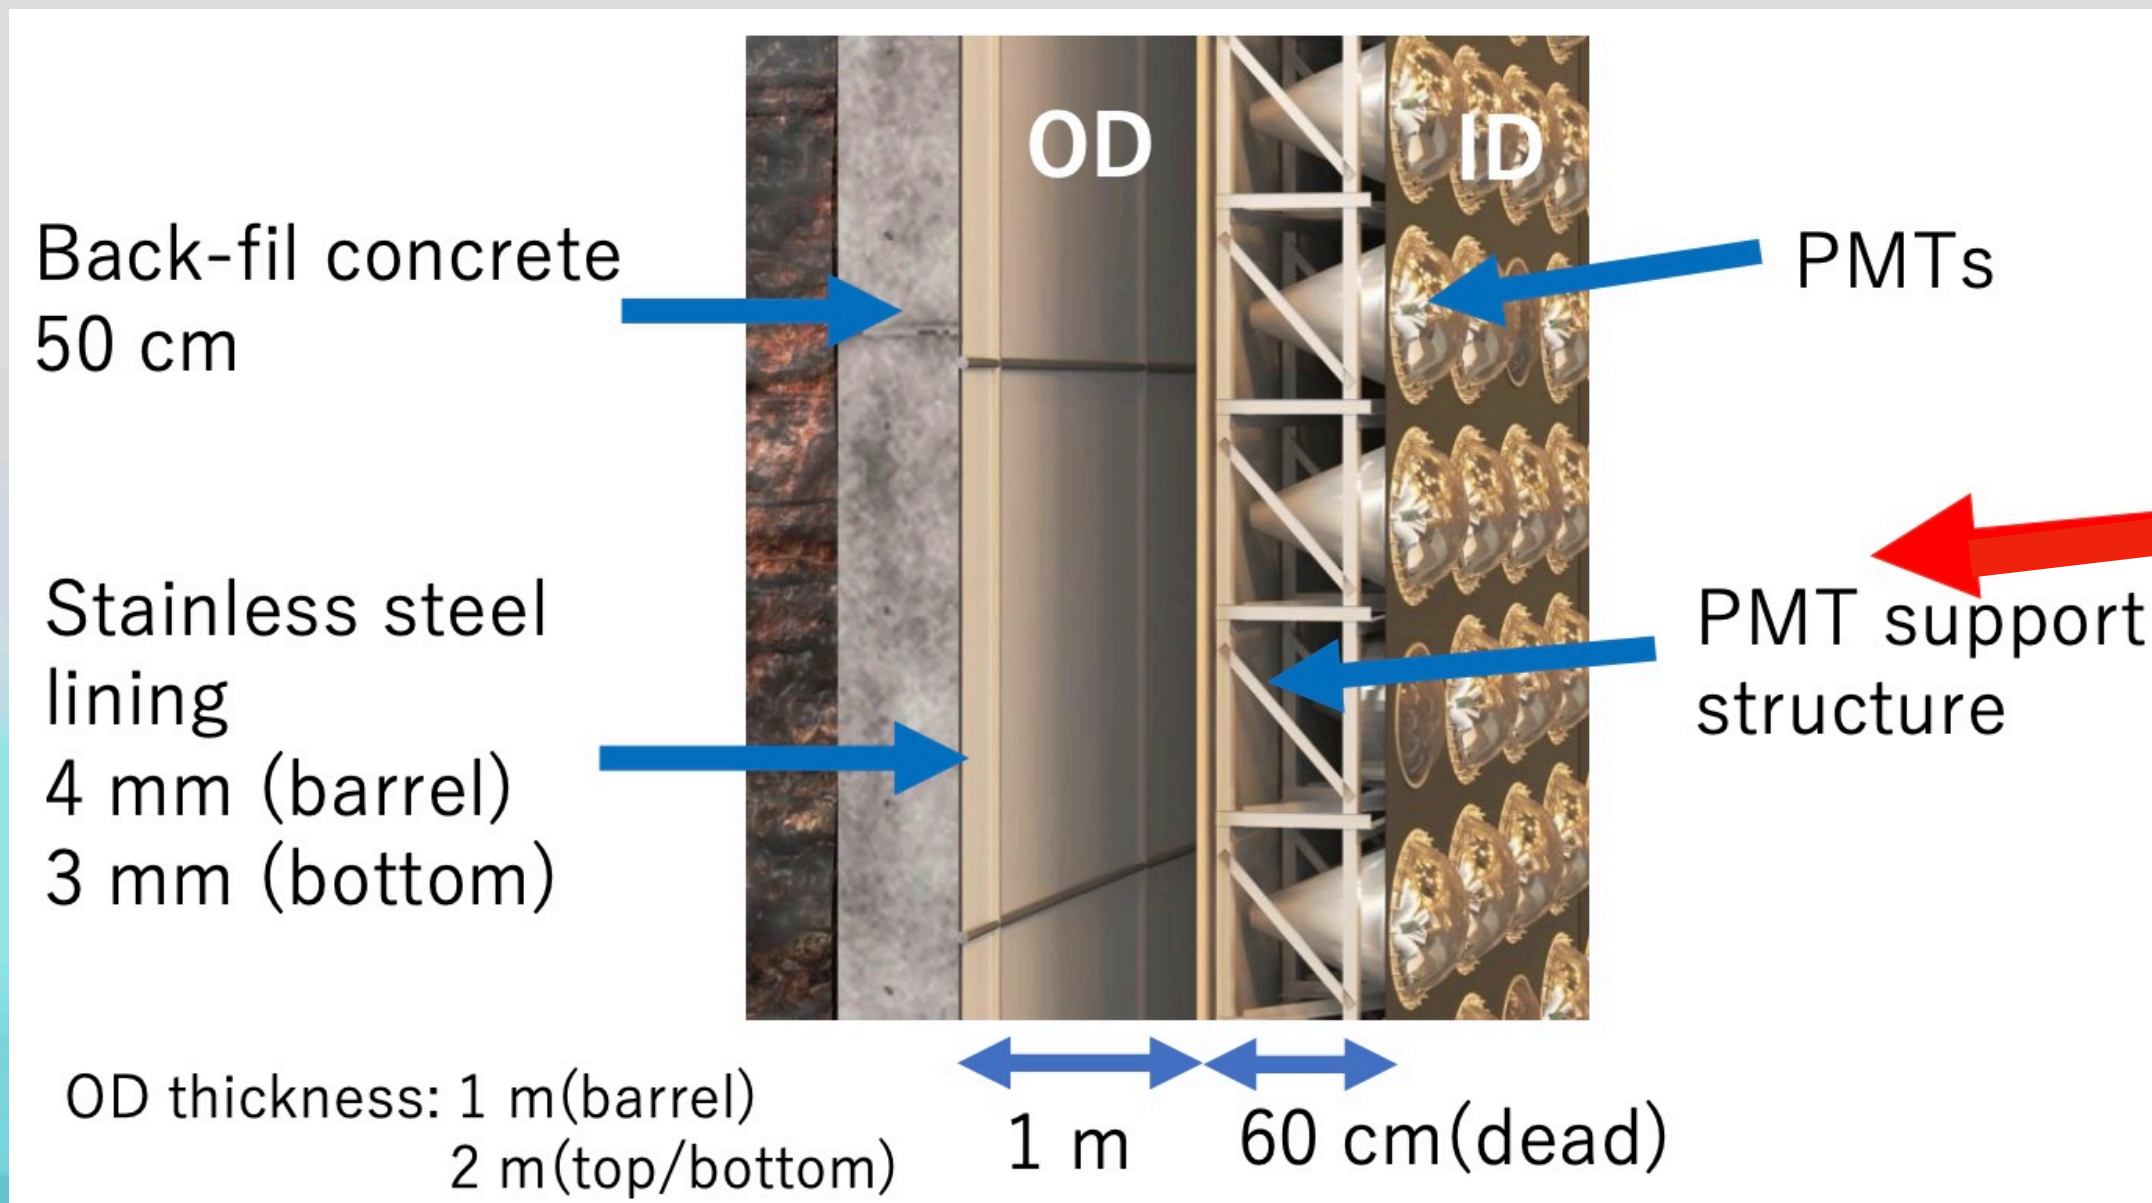 OD
ID
Back-fil concrete
50 cm
PMTs
Stainless steel
lining
4 mm (barrel)
3 mm (bottom)
PMT support
structure
OD thickness: 1 m(barrel)
2 m(top/bottom)
1 m
60 cm(dead)